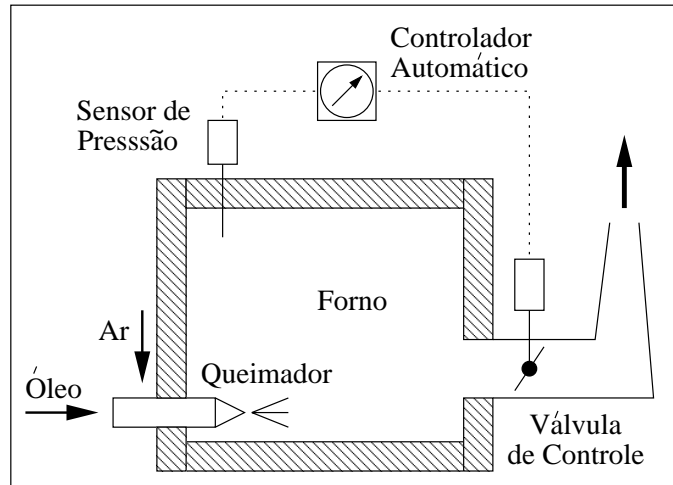 Controlador
Automático
Sensor de
Presssão
Forno
Ar
Queimador
Óleo
Válvula
de Controle